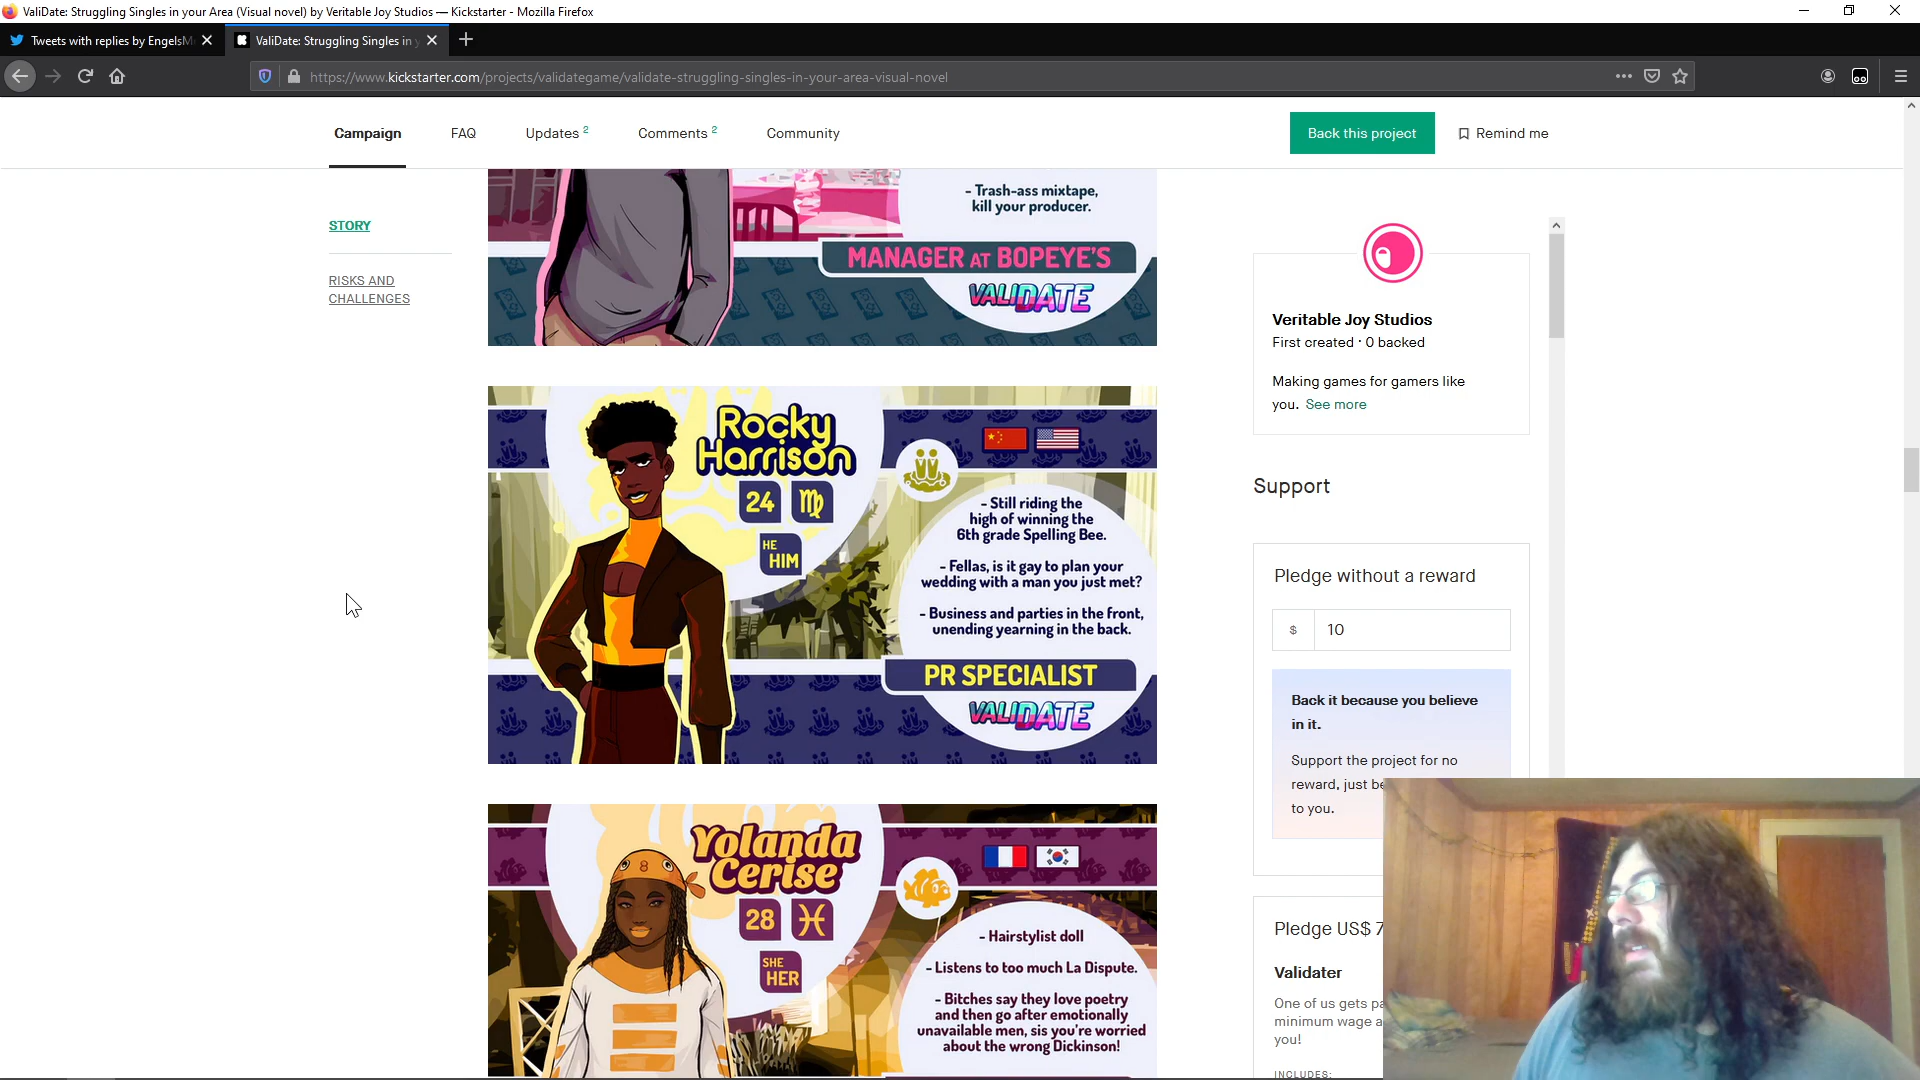 ValiDate: Struggling Singles in your Area (Visual novel) by Veritable Joy Studios — Kickstarter - Mozilla Firefox
Tweets with replies by EngelsM
ValiDate: Struggling Singles in y
https://www.kickstarter.com/projects/validategame/validate-struggling-singles-in-your-area-visual-novel
Campaign
FAQ
Updates 2
Comments 2
Community
Back this project
Remind me
STORY
RISKS AND
CHALLENGES
- Trash-ass mixtape,
kill your producer.
MANAGER AT BOPEYE'S
VALIDATE
Rocky
Harrison
24
HE
HIM
- Still riding the
high of winning the
6th grade Spelling Bee.
- Fellas, is it gay to plan your
wedding with a man you just met?
- Business and parties in the front,
unending yearning in the back.
PR SPECIALIST
VALIDATE
Yolanda
Cerise
28
SHE
HER
- Hairstylist doll
- Listens to too much La Dispute.
- Bitches say they love poetry
and then go after emotionally
unavailable men, sis you're worried
about the wrong Dickinson!
Veritable Joy Studios
First created · 0 backed
Making games for gamers like
you. See more
Support
Pledge without a reward
$ 10
Back it because you believe
in it.
Support the project for no
reward, just be
to you.
Pledge US$ 7
Validater
One of us gets pa
minimum wage a
you!
INCLUDES: